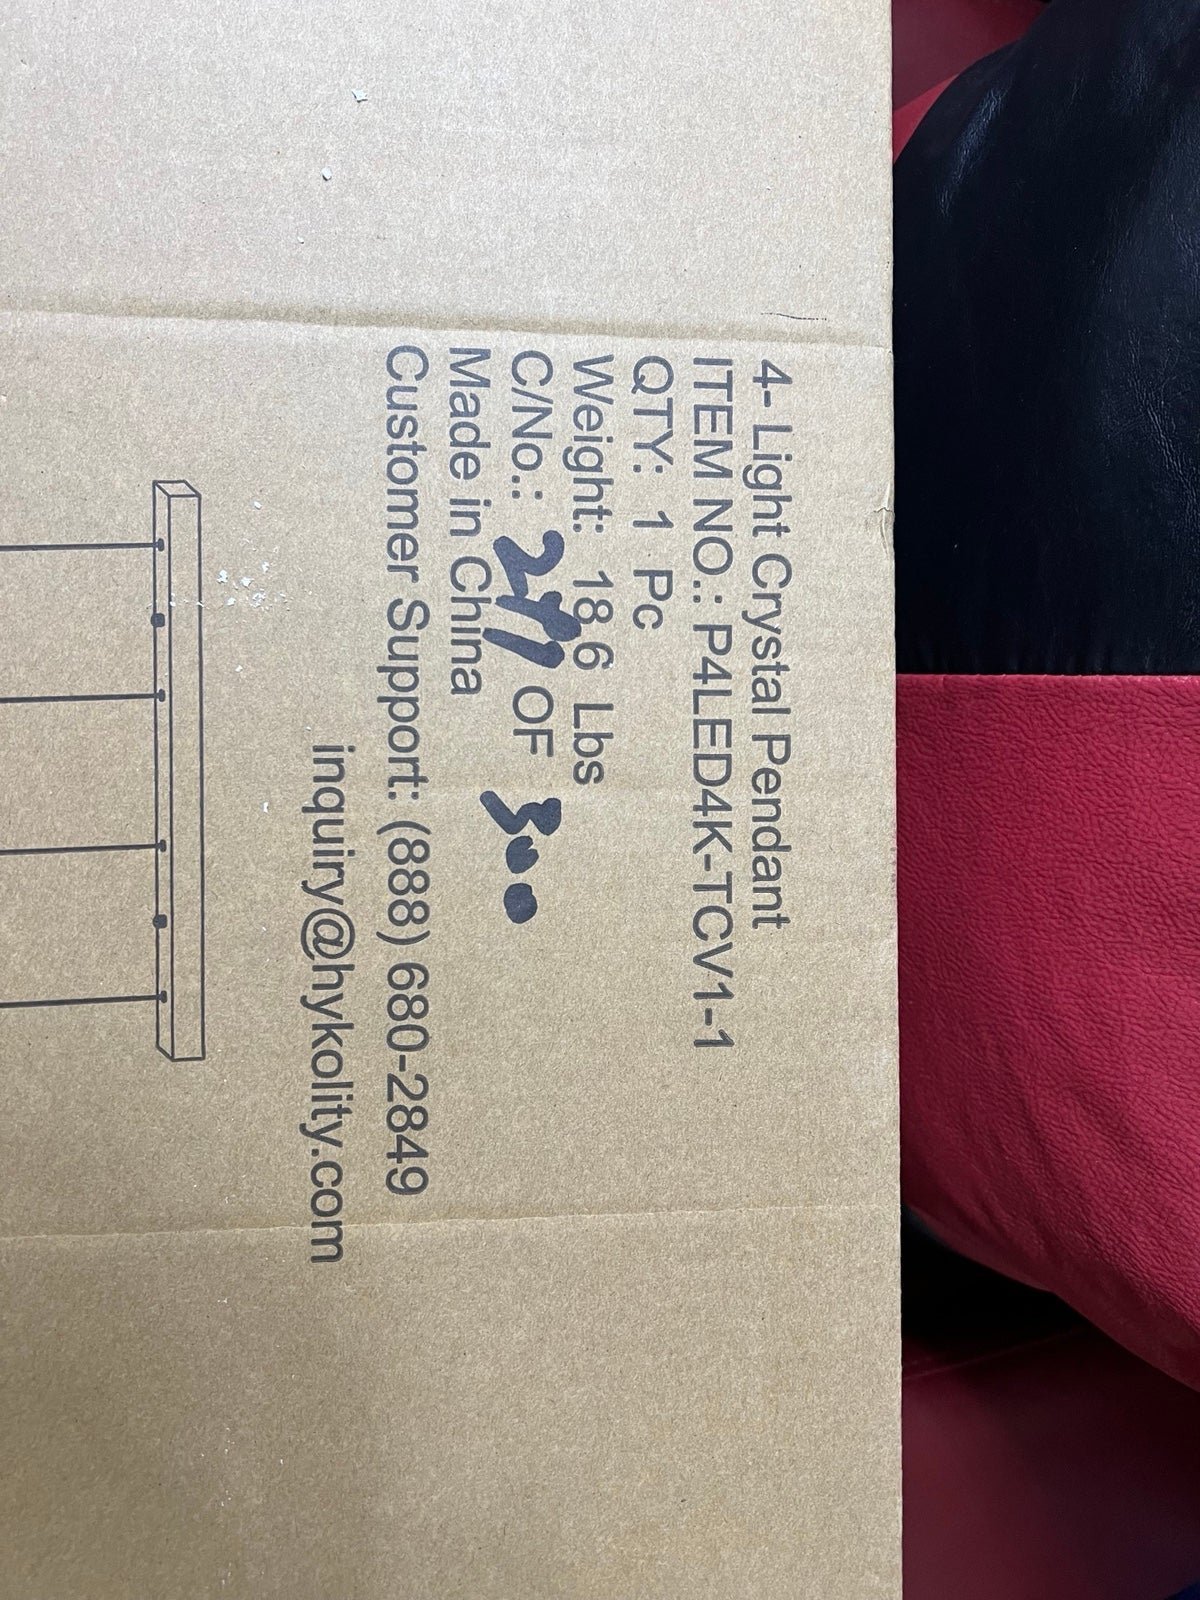 4- Light Crystal Pendant
ITEM NO.: P4LED4K-TCV1-1
QTY: 1 Pc
Weight: 18.6 Lbs
C/No.: OF 300
Made in China
Customer Support: (888) 680-2849
inquiry@hykolity.com